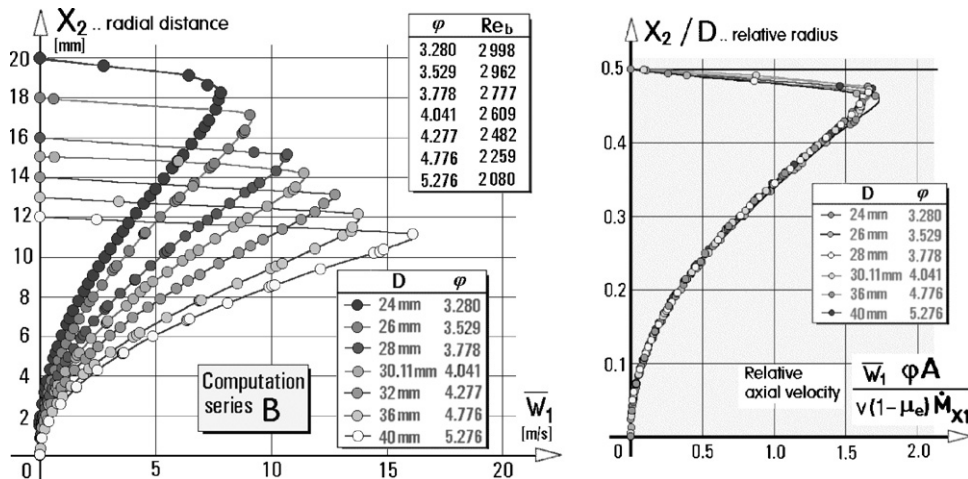 X2 .. radial distance
[mm]
φ Reb
3.280 2 998
3.529 2 962
3.778 2 777
4.041 2 609
4.277 2 482
4.776 2 259
5.276 2 080
20
18
16
14
12
10
8
6
4
2
0 5 10 15 20
D φ
24 mm 3.280
26 mm 3.529
28 mm 3.778
30.11mm 4.041
32 mm 4.277
36 mm 4.776
40 mm 5.276
Computation
series B
W̅1
[m/s]
X2 / D .. relative radius
0.5
0.4
0.3
0.2
0.1
0 0.5 1.0 1.5 2.0
D φ
24 mm 3.280
26 mm 3.529
28 mm 3.778
30.11mm 4.041
36 mm 4.776
40 mm 5.276
Relative
axial velocity
W̅1 φA
v(1-μe) ṀX1